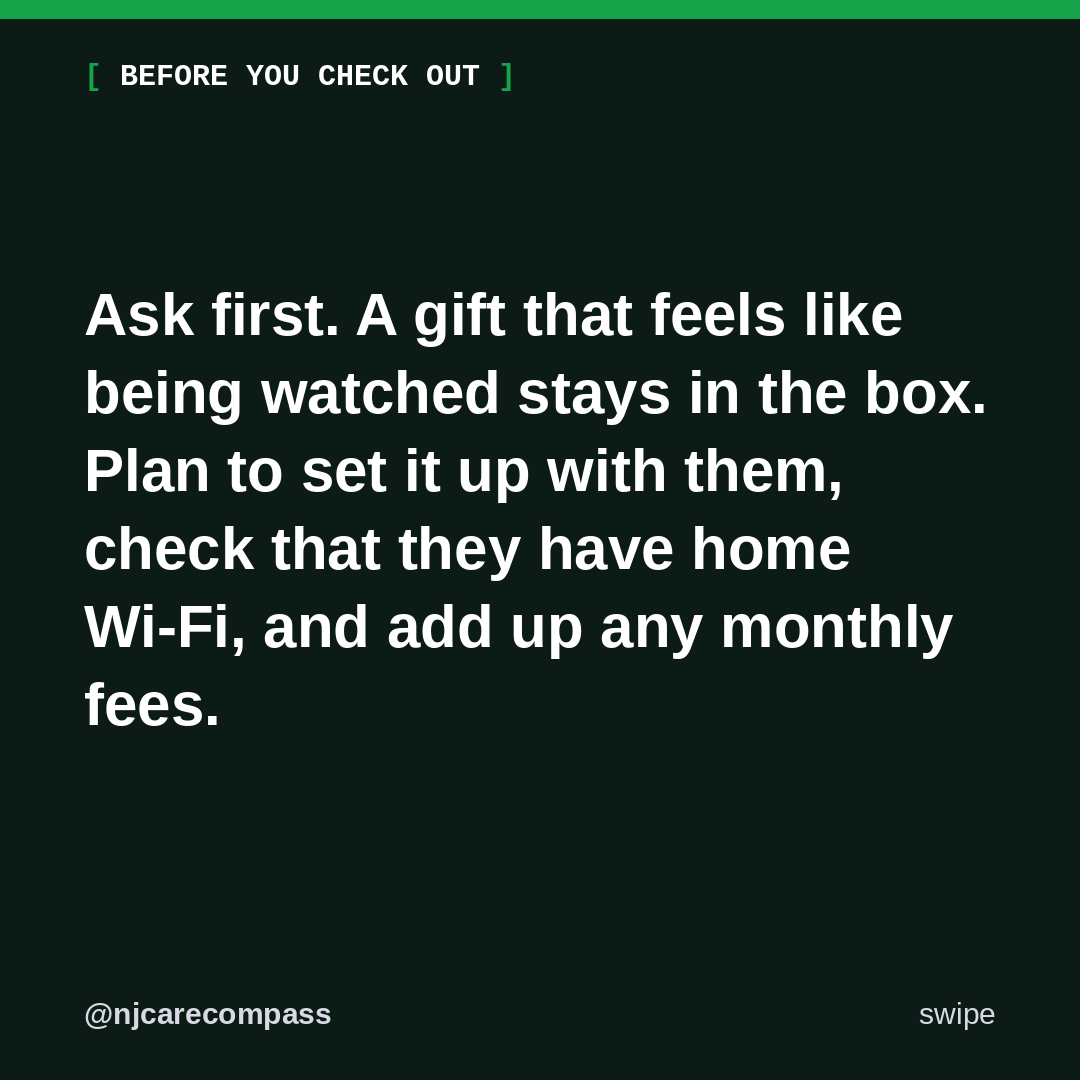 [ BEFORE YOU CHECK OUT ]
Ask first. A gift that feels like
being watched stays in the box.
Plan to set it up with them,
check that they have home
Wi-Fi, and add up any monthly
fees.
@njcarecompass
swipe